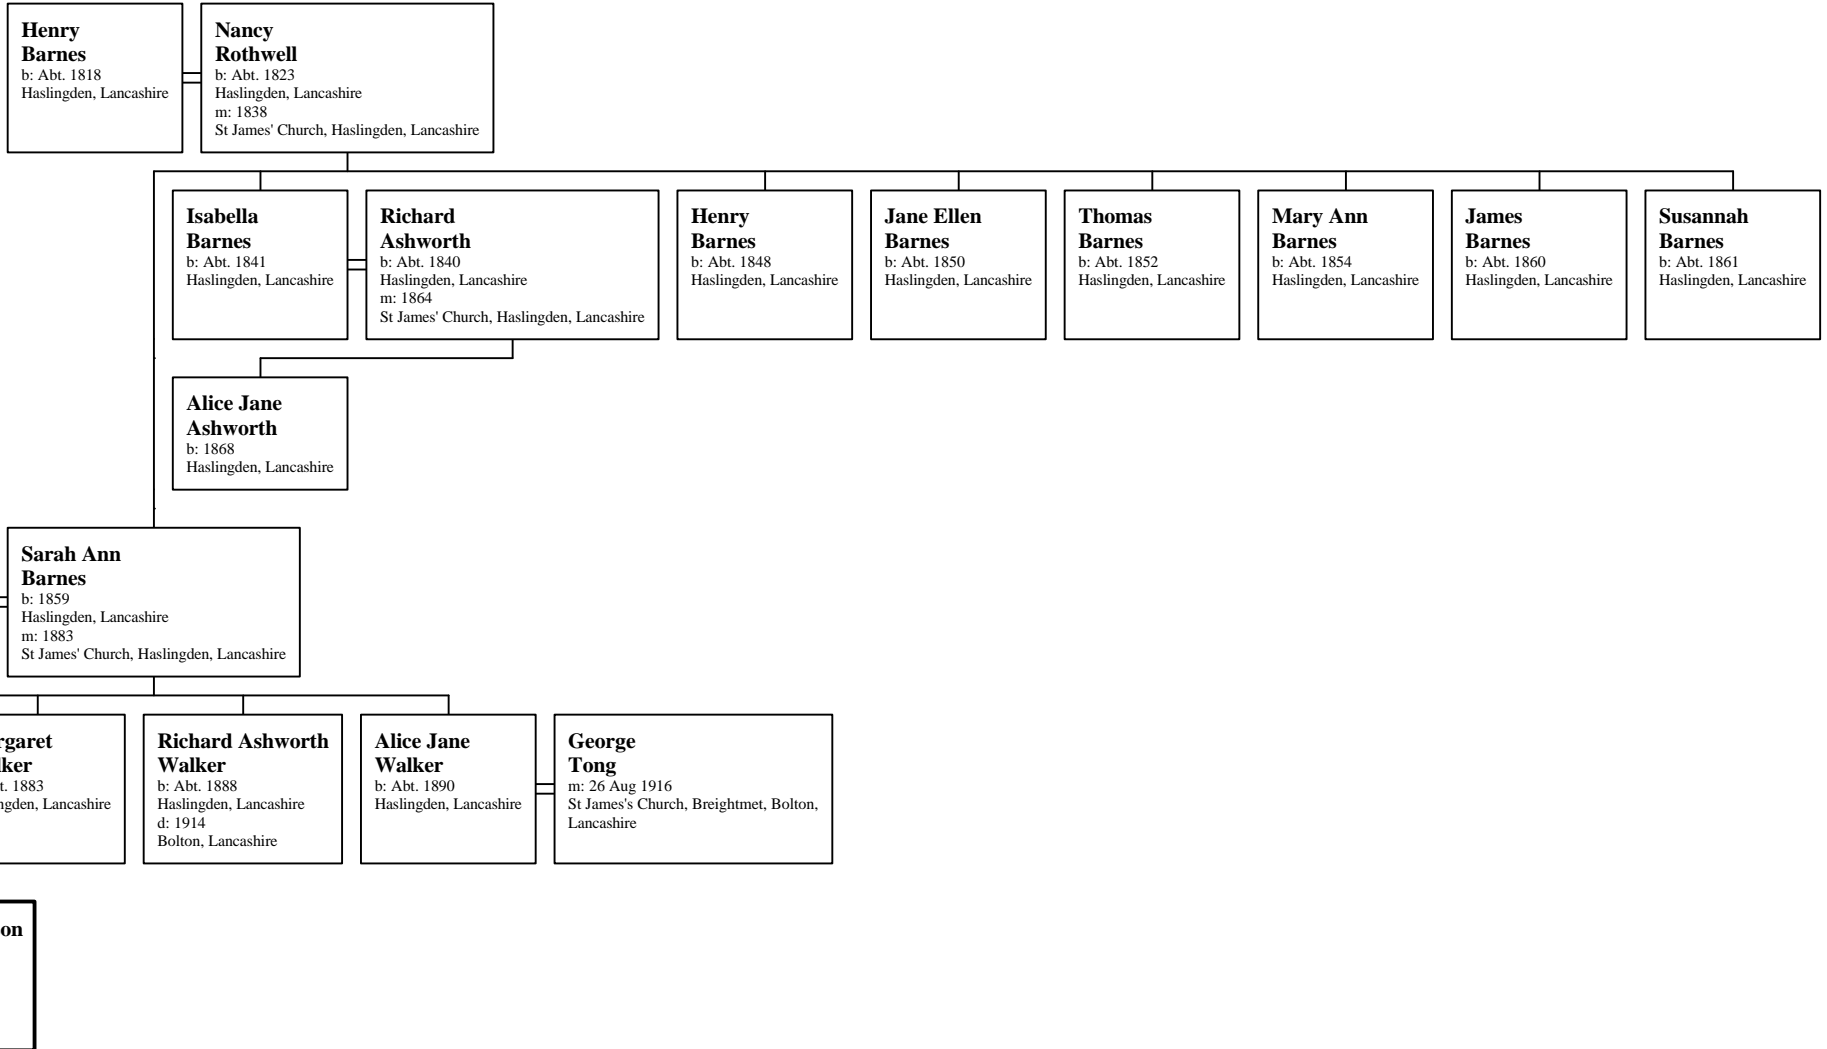 Henry
Barnes
b: Abt. 1818
Haslingden, Lancashire
Nancy
Rothwell
b: Abt. 1823
Haslingden, Lancashire
m: 1838
St James' Church, Haslingden, Lancashire
Isabella
Barnes
b: Abt. 1841
Haslingden, Lancashire
Richard
Ashworth
b: Abt. 1840
Haslingden, Lancashire
m: 1864
St James' Church, Haslingden, Lancashire
Henry
Barnes
b: Abt. 1848
Haslingden, Lancashire
Jane Ellen
Barnes
b: Abt. 1850
Haslingden, Lancashire
Thomas
Barnes
b: Abt. 1852
Haslingden, Lancashire
Mary Ann
Barnes
b: Abt. 1854
Haslingden, Lancashire
James
Barnes
b: Abt. 1860
Haslingden, Lancashire
Susannah
Barnes
b: Abt. 1861
Haslingden, Lancashire
Alice Jane
Ashworth
b: 1868
Haslingden, Lancashire
Sarah Ann
Barnes
b: 1859
Haslingden, Lancashire
m: 1883
St James' Church, Haslingden, Lancashire
rgaret
lker
t. 1883
ngden, Lancashire
Richard Ashworth
Walker
b: Abt. 1888
Haslingden, Lancashire
d: 1914
Bolton, Lancashire
Alice Jane
Walker
b: Abt. 1890
Haslingden, Lancashire
George
Tong
m: 26 Aug 1916
St James's Church, Breightmet, Bolton,
Lancashire
on